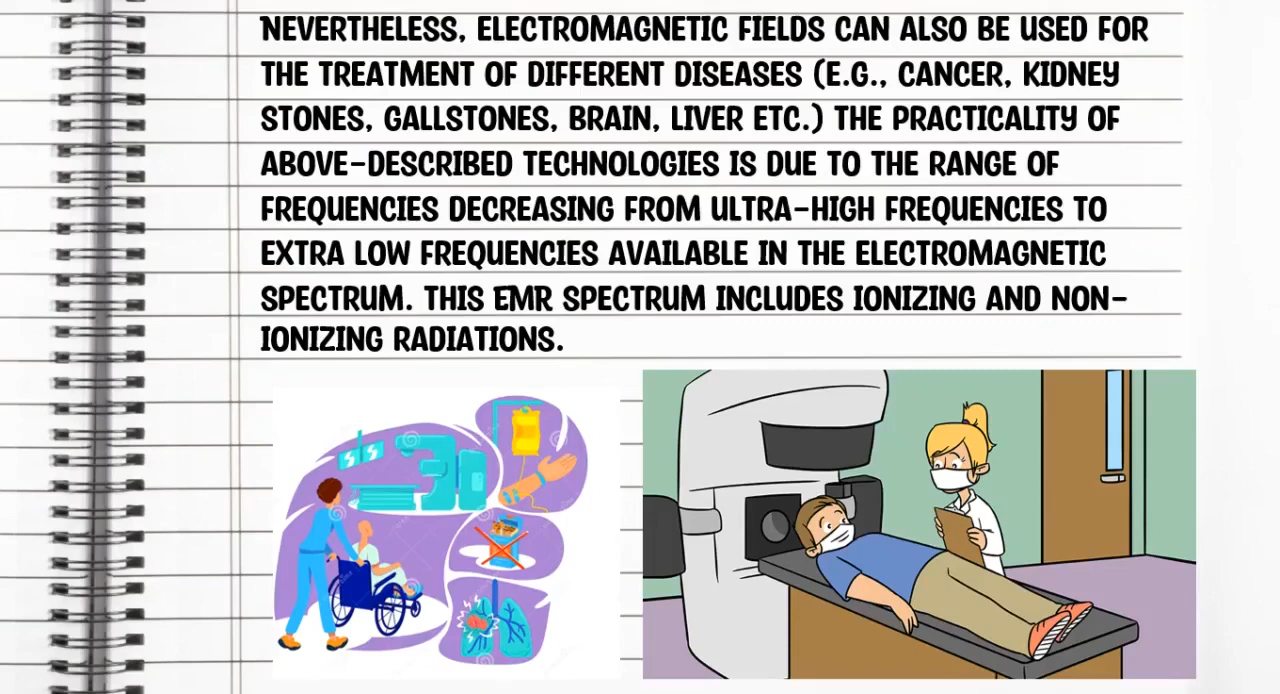 NEVERTHELESS, ELECTROMAGNETIC FIELDS CAN ALSO BE USED FOR
THE TREATMENT OF DIFFERENT DISEASES (E.G., CANCER, KIDNEY
STONES, GALLSTONES, BRAIN, LIVER ETC.) THE PRACTICALITY OF
ABOVE-DESCRIBED TECHNOLOGIES IS DUE TO THE RANGE OF
FREQUENCIES DECREASING FROM ULTRA-HIGH FREQUENCIES TO
EXTRA LOW FREQUENCIES AVAILABLE IN THE ELECTROMAGNETIC
SPECTRUM. THIS EMR SPECTRUM INCLUDES IONIZING AND NON-
IONIZING RADIATIONS.